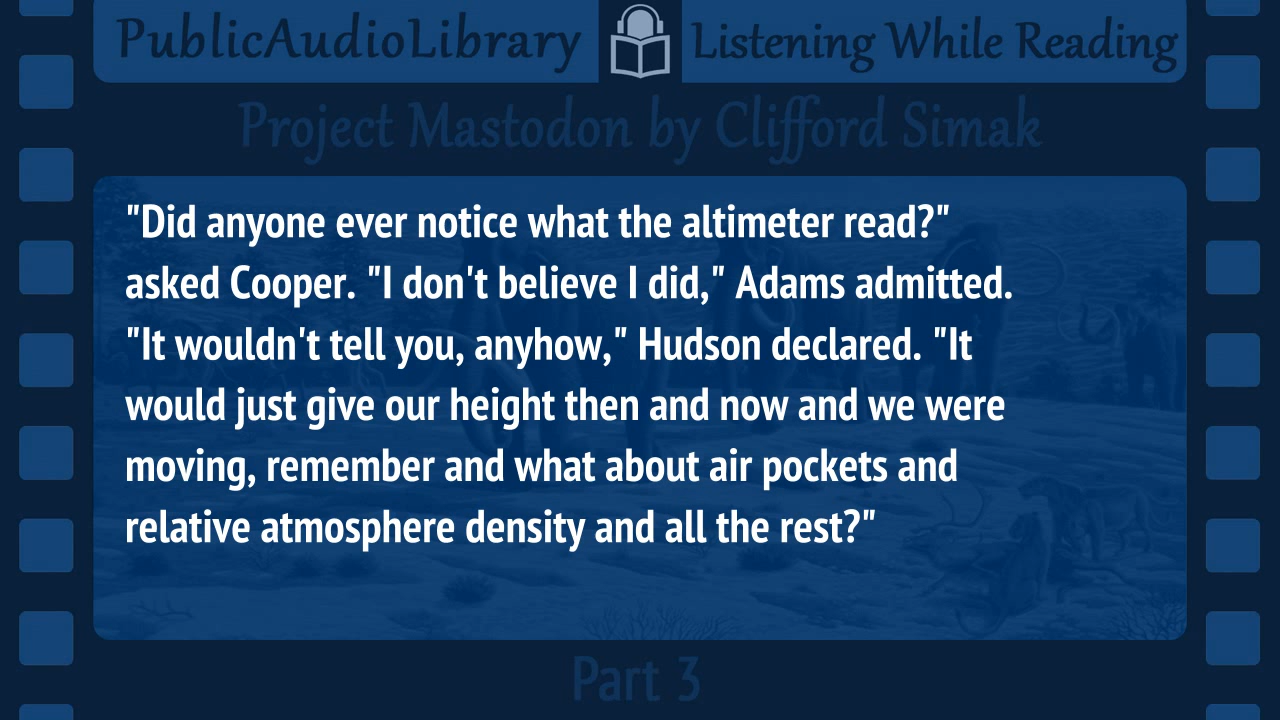 PublicAudioLibrary Listening While Reading
Project Mastodon by Clifford Simak
"Did anyone ever notice what the altimeter read?"
asked Cooper. "I don't believe I did," Adams admitted.
"It wouldn't tell you, anyhow," Hudson declared. "It
would just give our height then and now and we were
moving, remember and what about air pockets and
relative atmosphere density and all the rest?"
Part 3